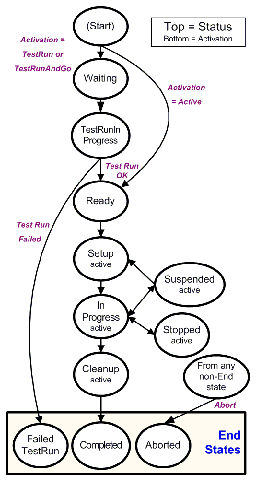 (Start)
Top = Status
Bottom = Activation
Activation =
TestRun or
TestRunAndGo
Waiting
Activation
= Active
TestRunIn
Progress
Test Run
OK
Ready
Test Run
Failed
Setup
active
Suspended
active
In
Progress
active
Stopped
active
Cleanup
active
From any
non-End
state
Abort
Failed
TestRun
Completed
Aborted
End
States